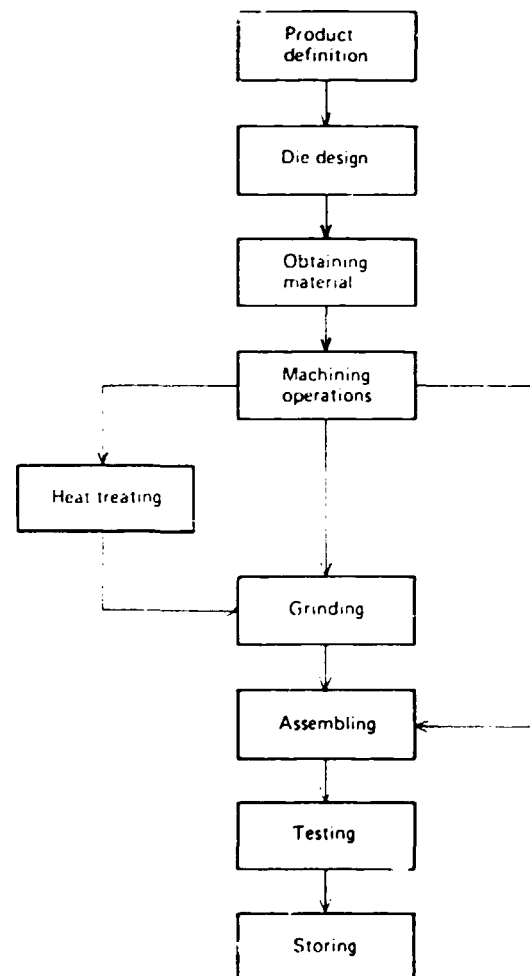 Product
definition
Die design
Obtaining
material
Machining
operations
Heat treating
Grinding
Assembling
Testing
Storing